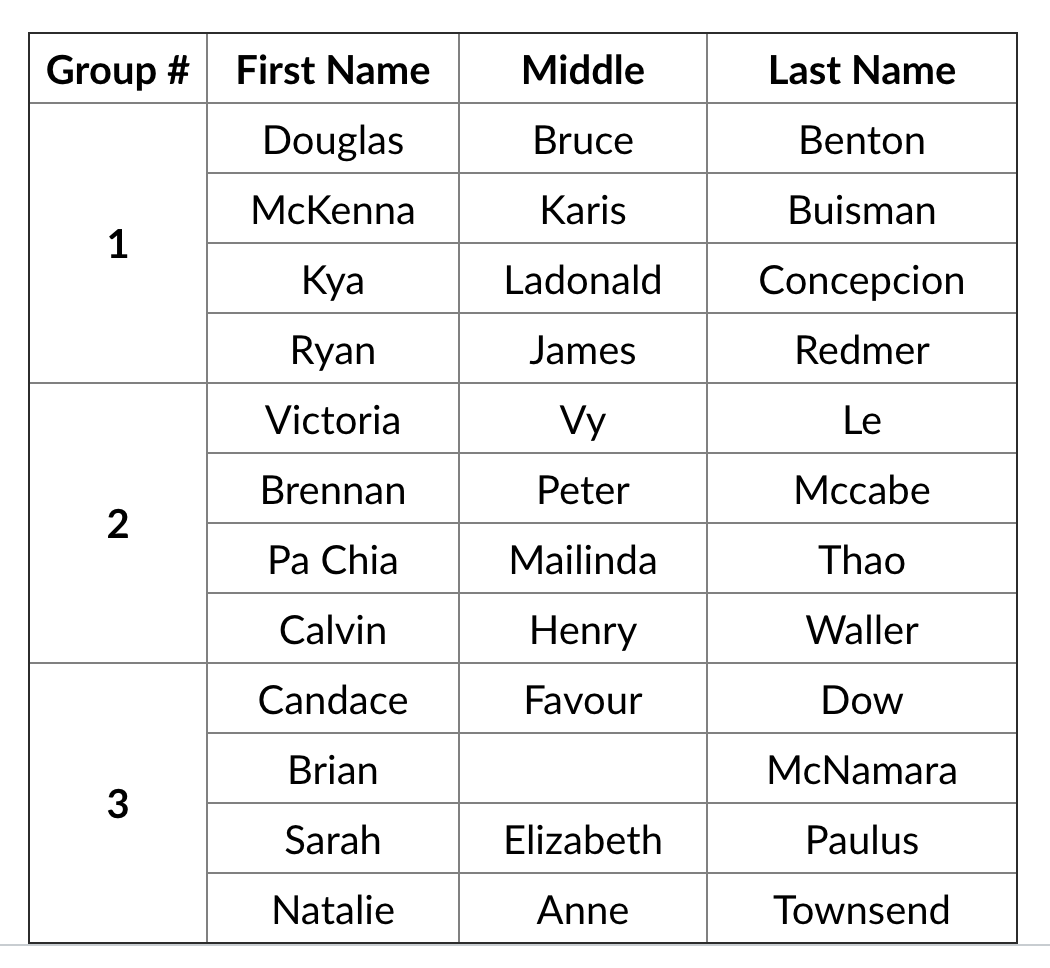 Group # First Name Middle Last Name
1
Douglas Bruce Benton
McKenna Karis Buisman
Kya Ladonald Concepcion
Ryan James Redmer
2
Victoria Vy Le
Brennan Peter Mccabe
Pa Chia Mailinda Thao
Calvin Henry Waller
3
Candace Favour Dow
Brian McNamara
Sarah Elizabeth Paulus
Natalie Anne Townsend